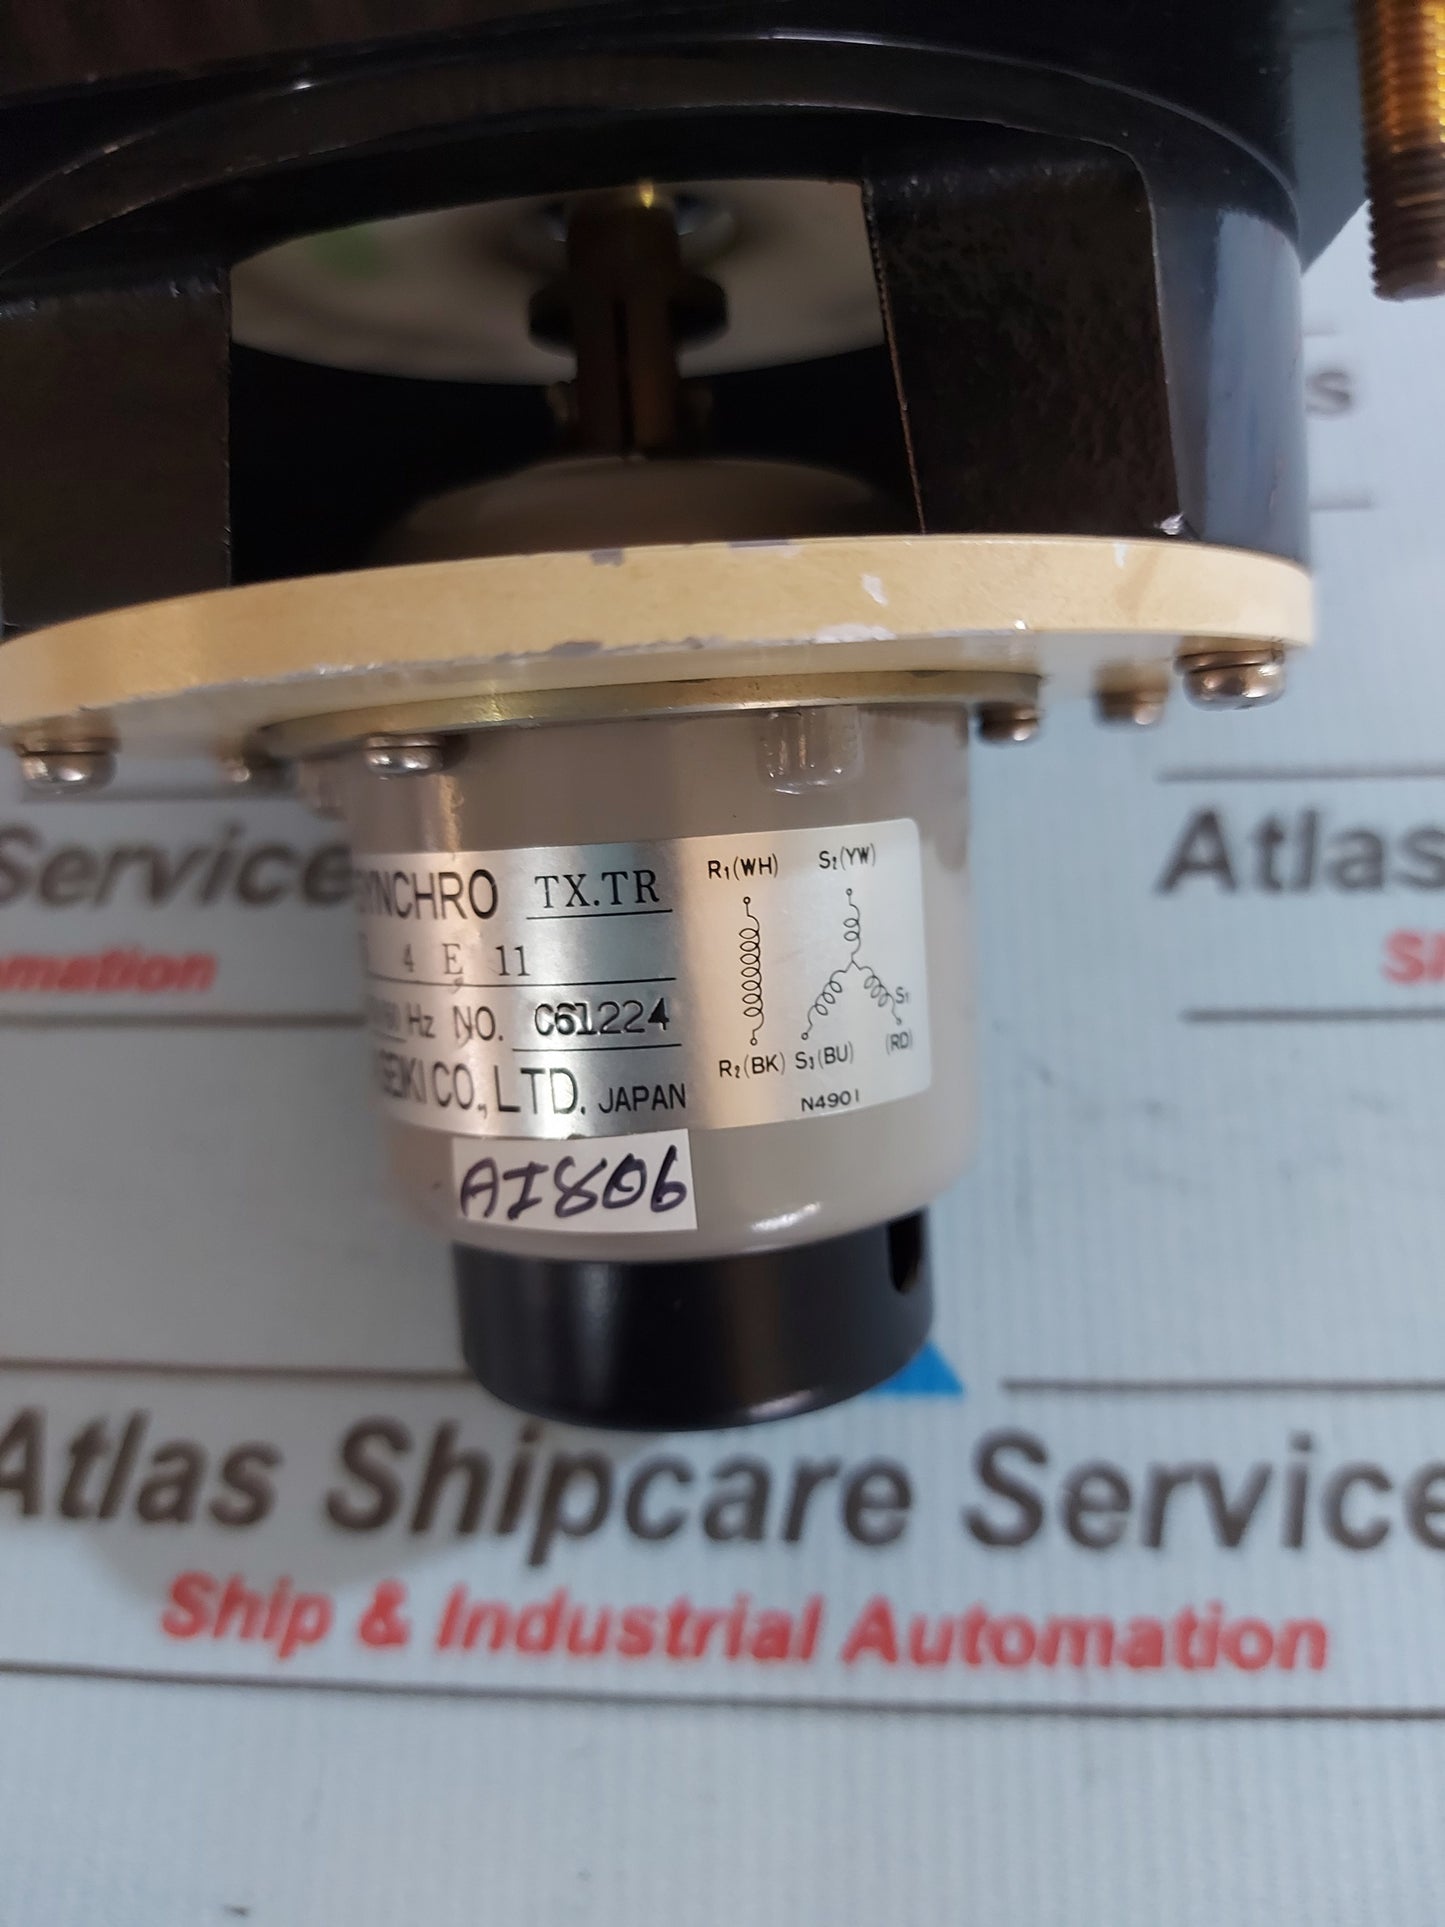 SYNCHRO TX.TR
4 E 11
Hz NO. C61224
SEIKI CO., LTD. JAPAN
R₁(WH) S₂(YW)
S₁
R₂(BK) S₃(BU) (RD)
N4901
AI806
Service
Atlas
Atlas Shipcare Service
Ship & Industrial Automation